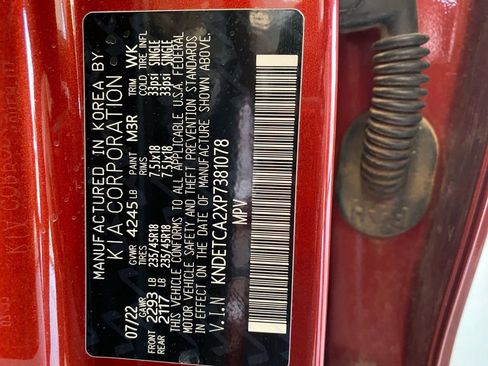 MANUFACTURED IN KOREA BY
KIA CORPORATION
07/22 GVWR 4245 LB PAINT M3R TRIM WK
GAWR TIRES RIMS COLD TIRE INFL
FRONT 2293 LB 235/45R18 7.5Jx18 33psi SINGLE
REAR 2117 LB 235/45R18 7.5Jx18 33psi SINGLE
THIS VEHICLE CONFORMS TO ALL APPLICABLE U.S.A. FEDERAL
MOTOR VEHICLE SAFETY AND THEFT PREVENTION STANDARDS
IN EFFECT ON THE DATE OF MANUFACTURE SHOWN ABOVE.
V.I.N KNDETCA2XP7381078
MPV